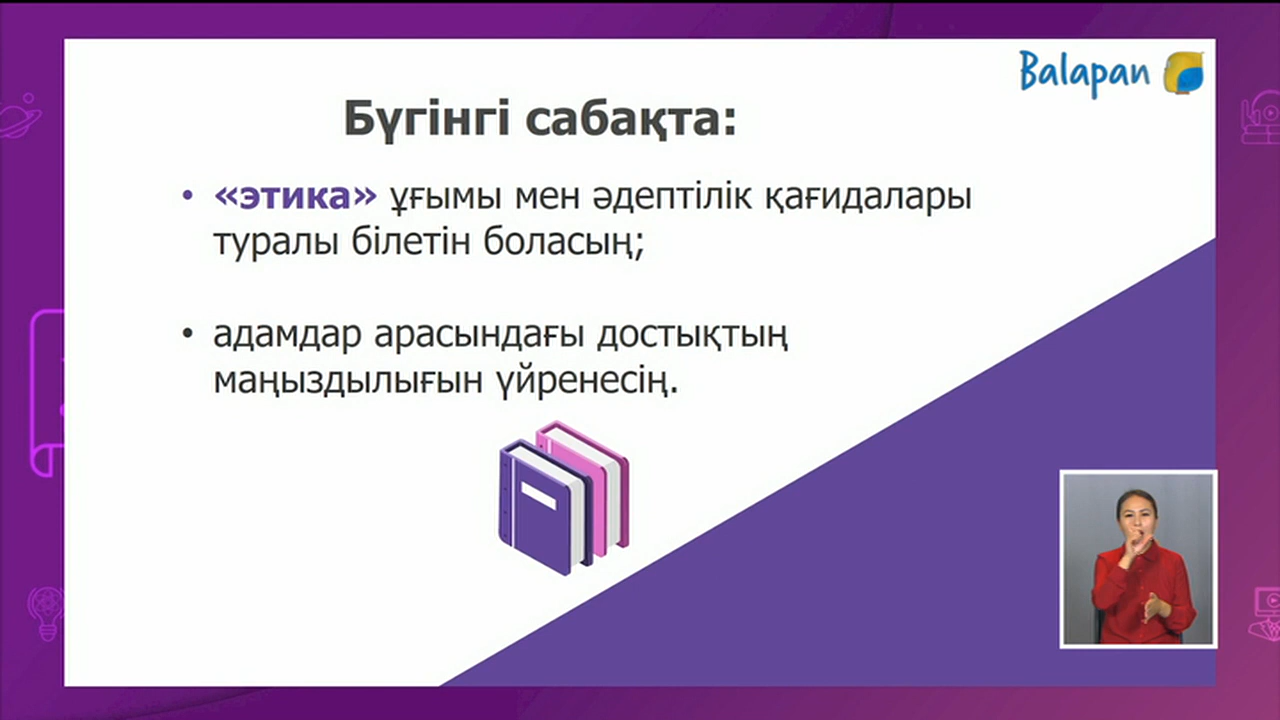 Balapan
Бүгінгі сабақта:
• «этика» ұғымы мен әдептілік қағидалары
туралы білетін боласың;
• адамдар арасындағы достықтың
маңыздылығын үйренесің.